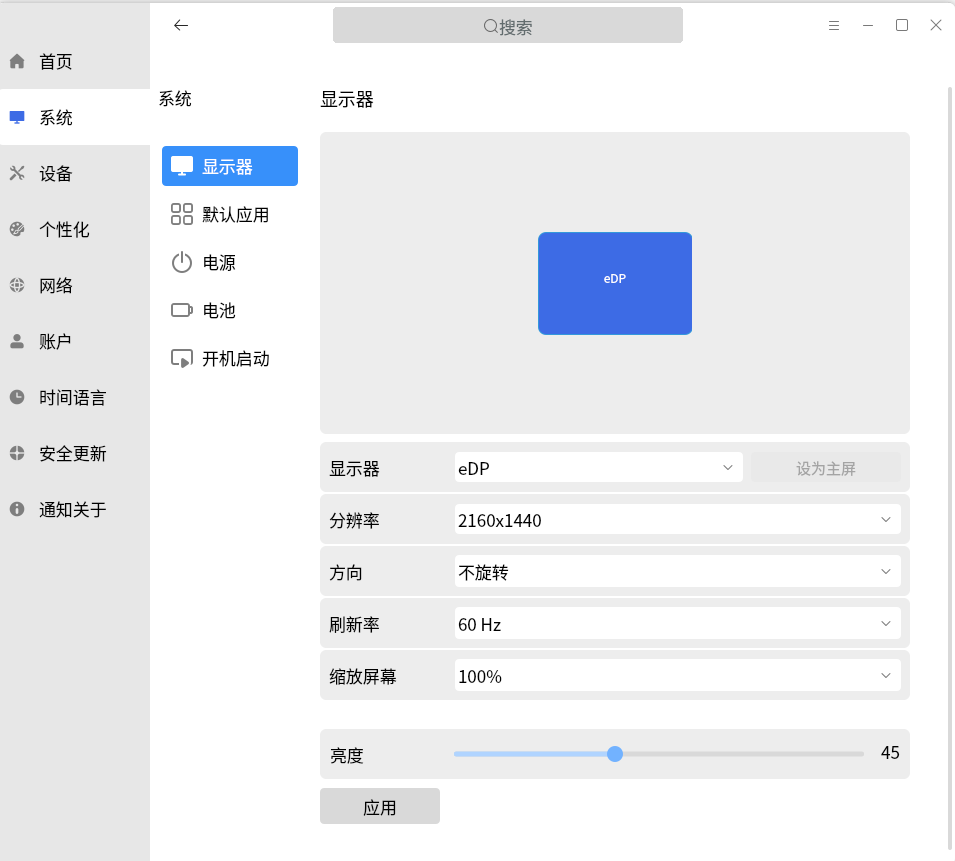 搜索
首页
系统
设备
个性化
网络
账户
时间语言
安全更新
通知关于
系统
显示器
默认应用
电源
电池
开机启动
显示器
eDP
显示器 eDP 设为主屏
分辨率 2160x1440
方向 不旋转
刷新率 60 Hz
缩放屏幕 100%
亮度 45
应用